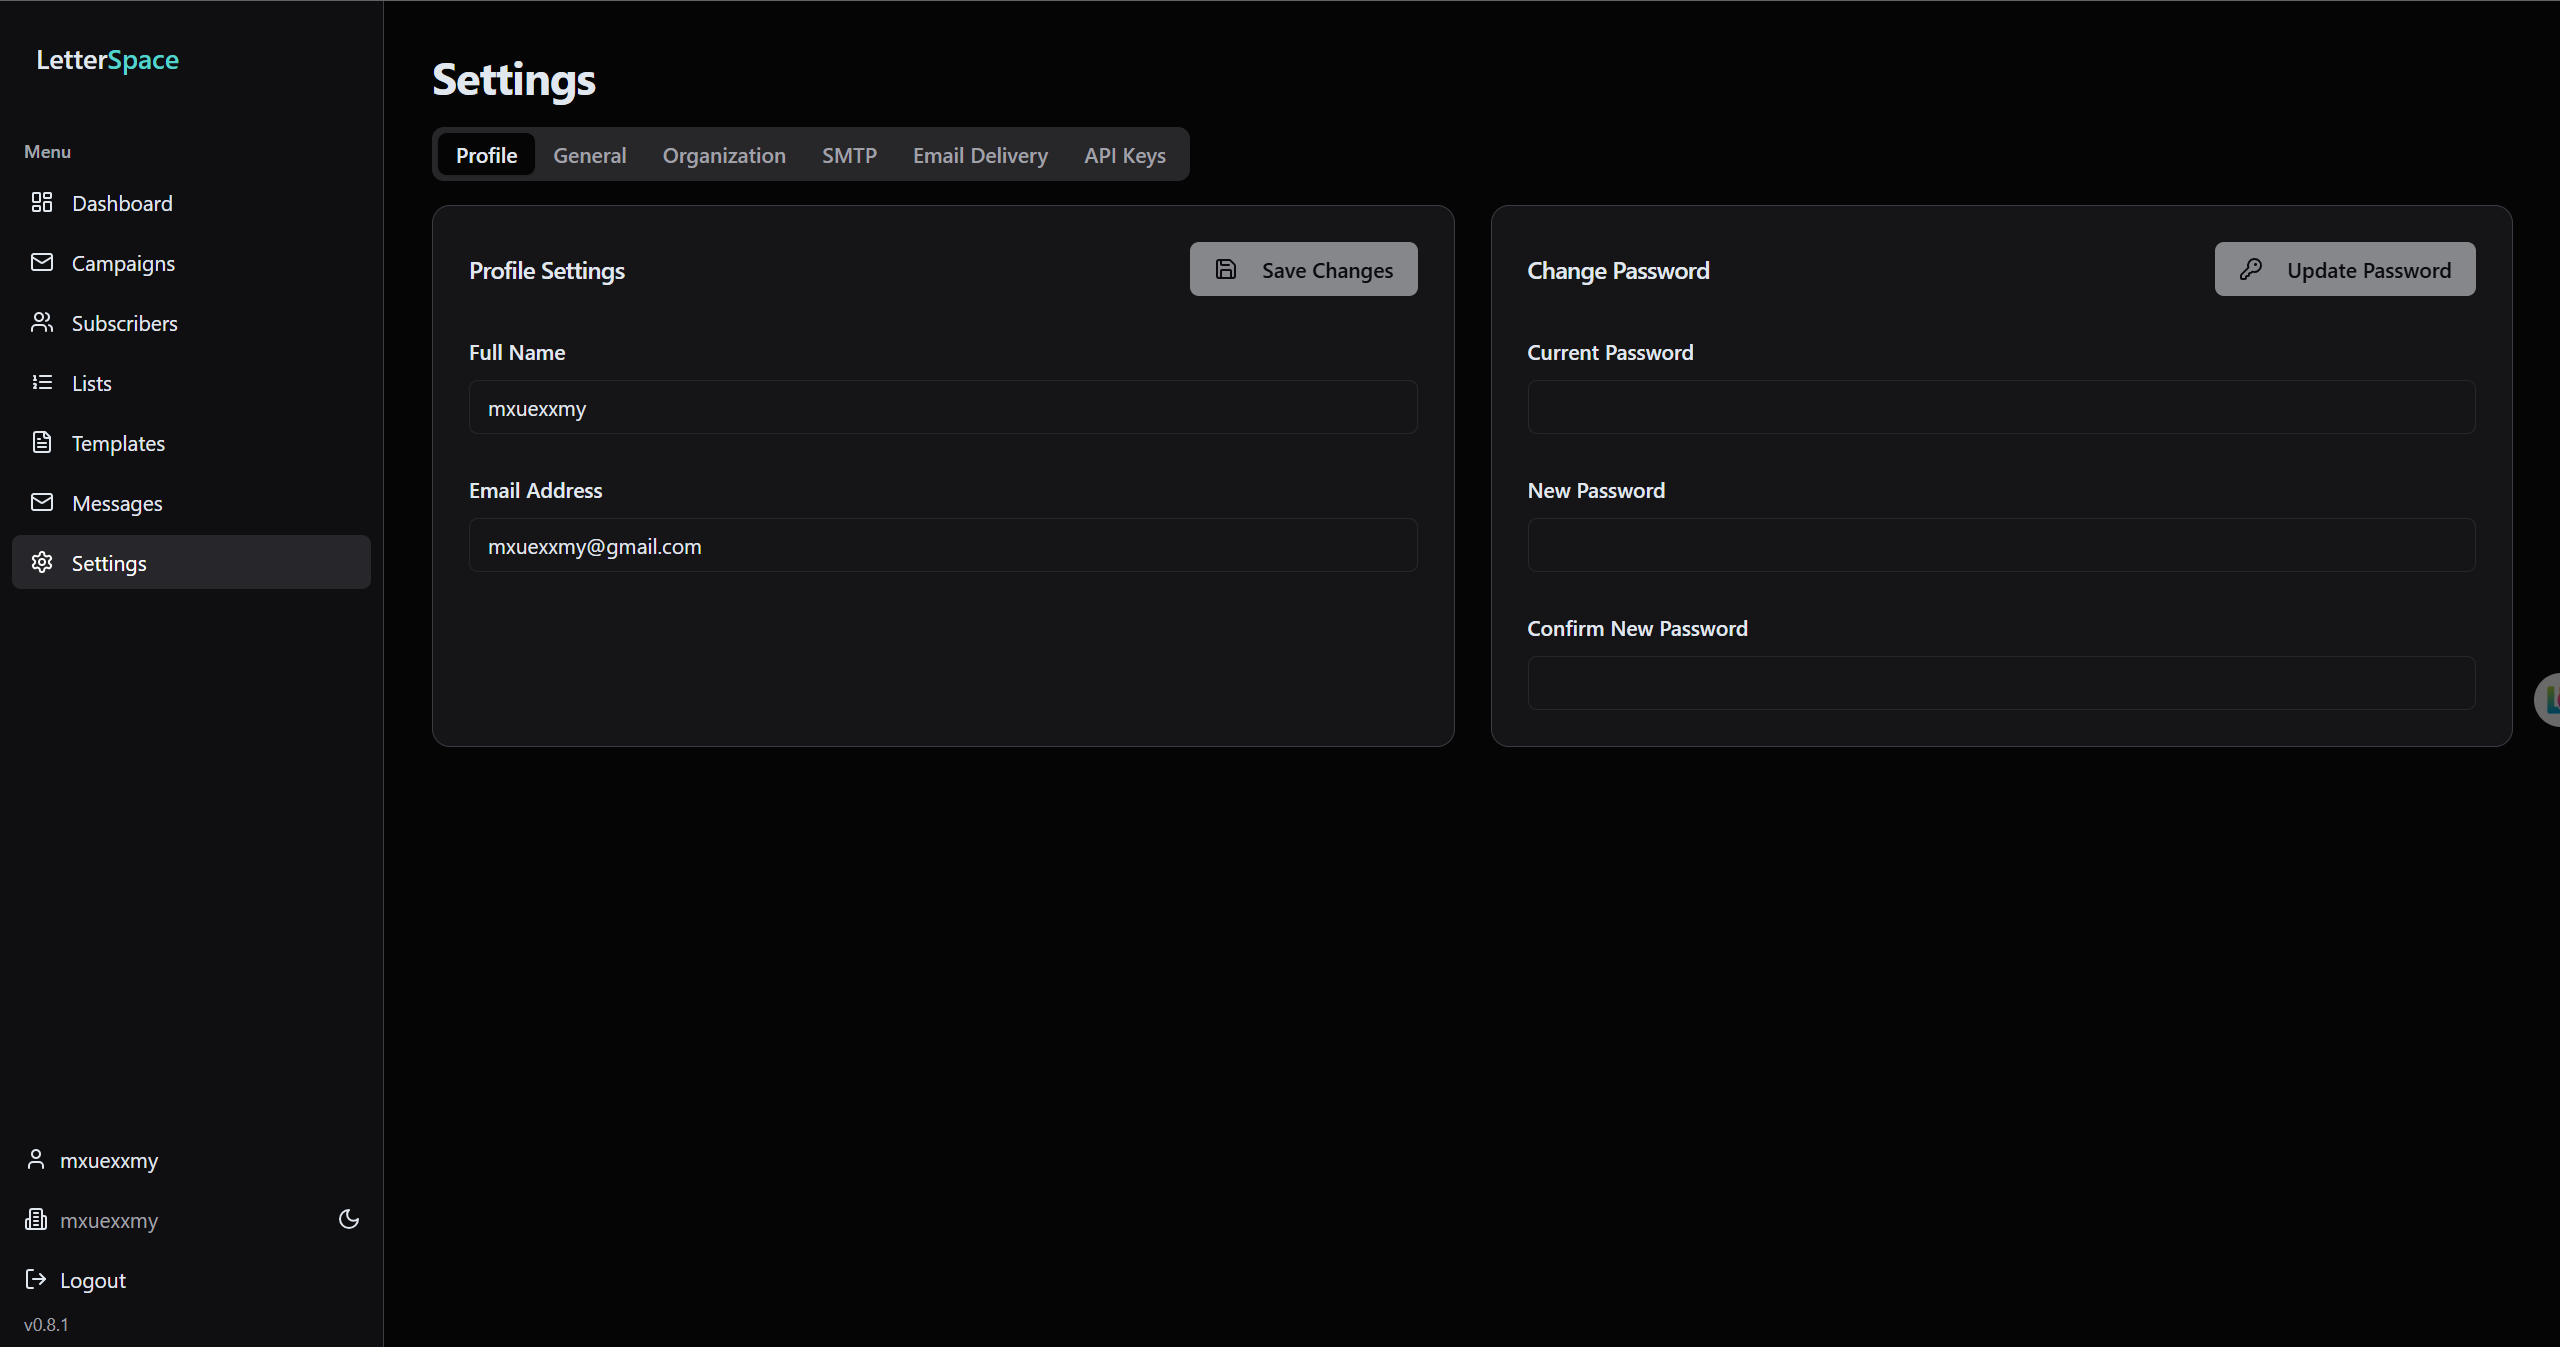 LetterSpace
Menu
Dashboard
Campaigns
Subscribers
Lists
Templates
Messages
Settings
mxuexxmy
mxuexxmy
Logout
v0.8.1
Settings
Profile General Organization SMTP Email Delivery API Keys
Profile Settings
Save Changes
Full Name
mxuexxmy
Email Address
mxuexxmy@gmail.com
Change Password
Update Password
Current Password
New Password
Confirm New Password